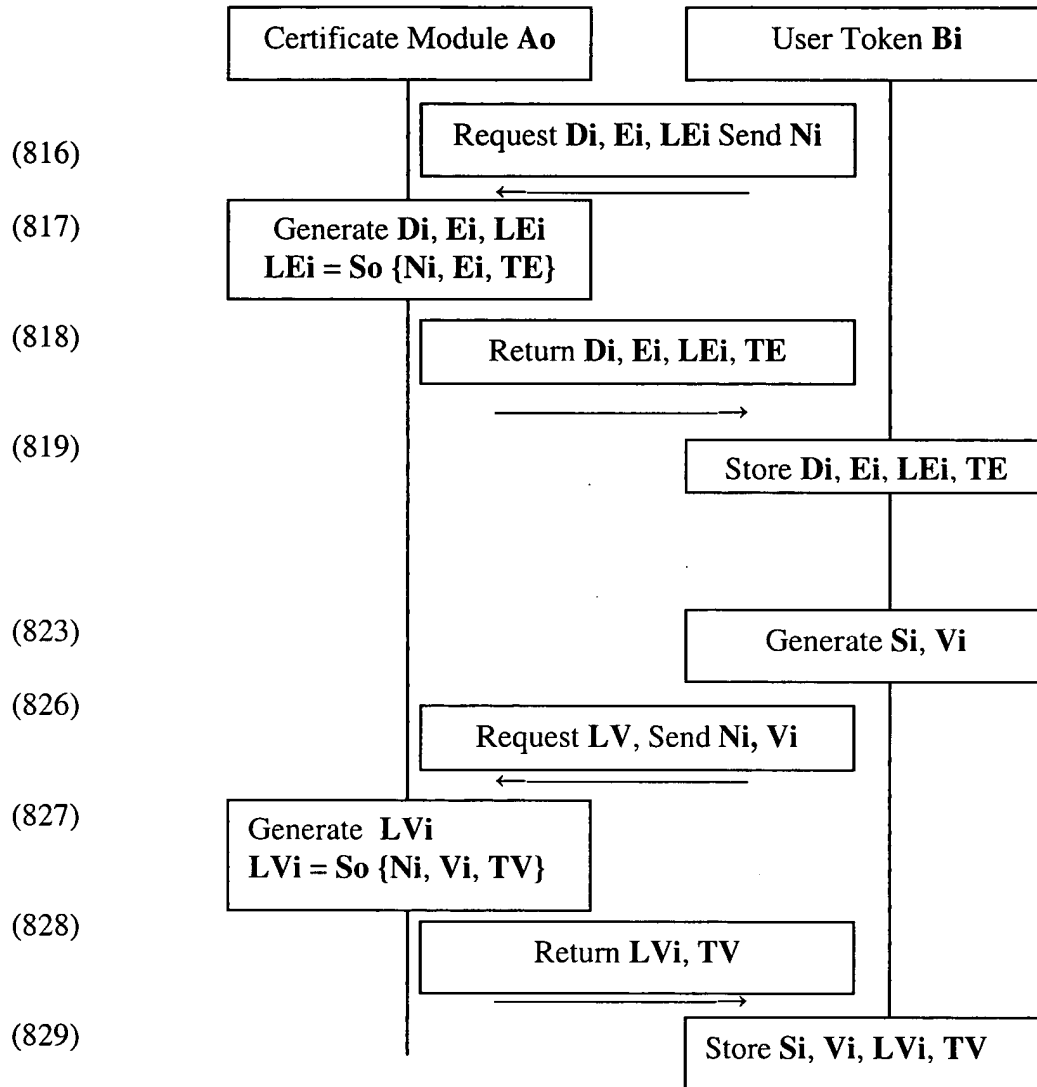 Certificate Module Ao
User Token Bi
(816)
Request Di, Ei, LEi Send Ni
(817)
Generate Di, Ei, LEi
LEi = So {Ni, Ei, TE}
(818)
Return Di, Ei, LEi, TE
(819)
Store Di, Ei, LEi, TE
(823)
Generate Si, Vi
(826)
Request LV, Send Ni, Vi
(827)
Generate LVi
LVi = So {Ni, Vi, TV}
(828)
Return LVi, TV
(829)
Store Si, Vi, LVi, TV